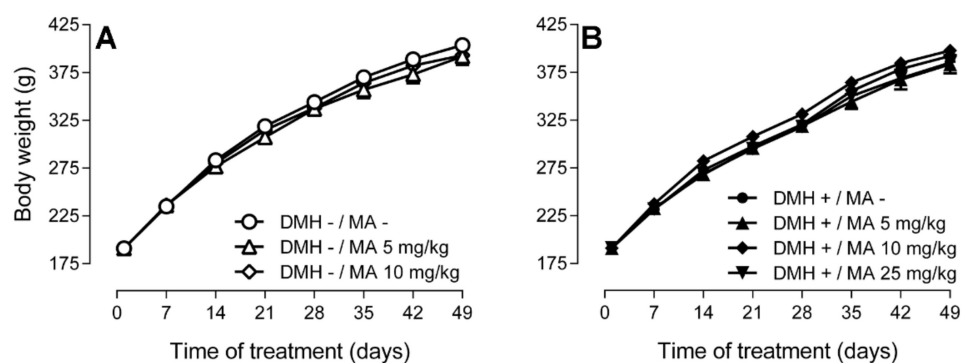 A
Body weight (g)
425
375
325
275
225
175
DMH - / MA -
DMH - / MA 5 mg/kg
DMH - / MA 10 mg/kg
0 7 14 21 28 35 42 49
Time of treatment (days)
B
425
375
325
275
225
175
DMH + / MA -
DMH + / MA 5 mg/kg
DMH + / MA 10 mg/kg
DMH + / MA 25 mg/kg
0 7 14 21 28 35 42 49
Time of treatment (days)